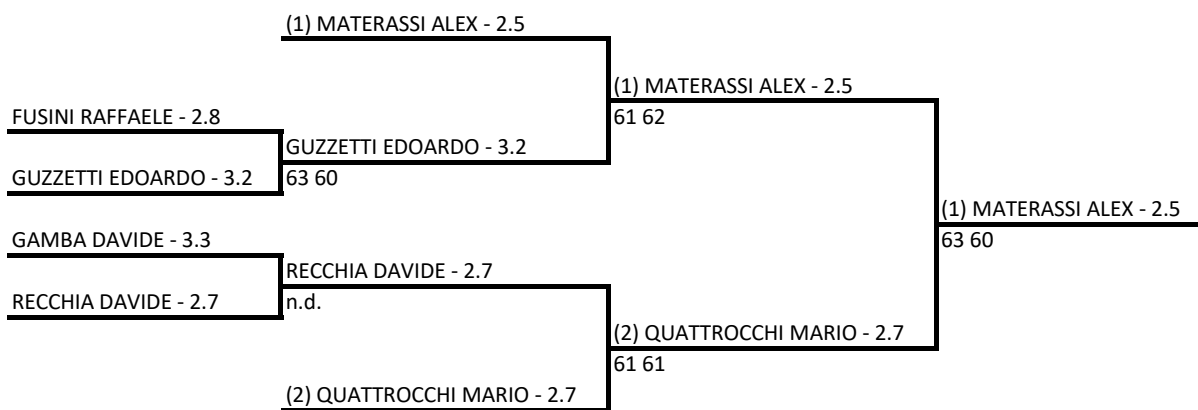 (1) MATERASSI ALEX - 2.5
(1) MATERASSI ALEX - 2.5
FUSINI RAFFAELE - 2.8
61 62
GUZZETTI EDOARDO - 3.2
GUZZETTI EDOARDO - 3.2
63 60
(1) MATERASSI ALEX - 2.5
GAMBA DAVIDE - 3.3
63 60
RECCHIA DAVIDE - 2.7
RECCHIA DAVIDE - 2.7
n.d.
(2) QUATTROCCHI MARIO - 2.7
61 61
(2) QUATTROCCHI MARIO - 2.7